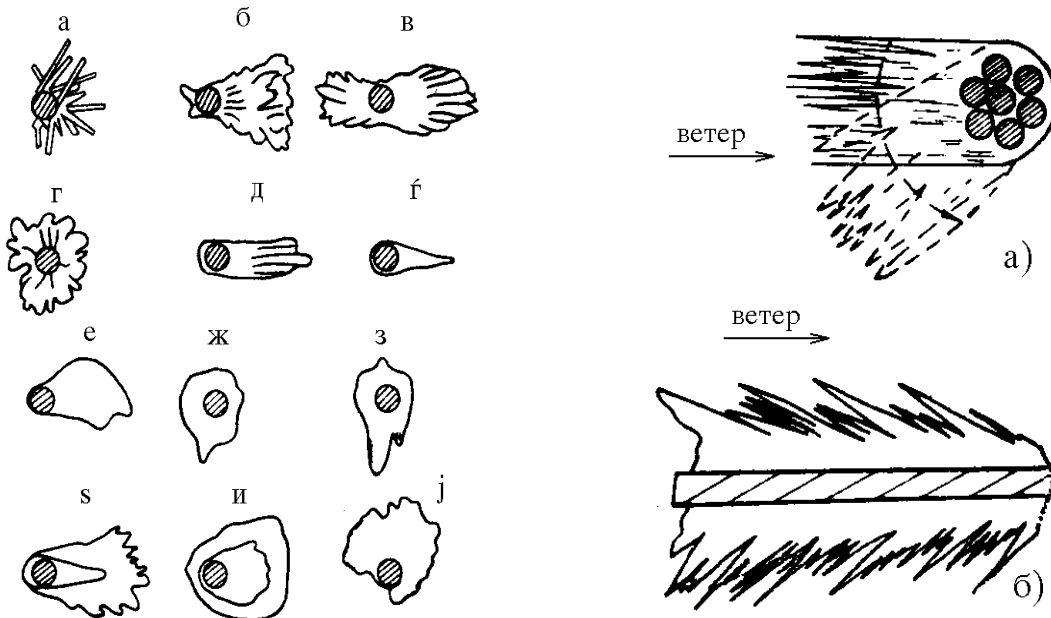 а б в
г д ѓ
е ж з
ѕ и ј
ветер
а)
ветер
б)